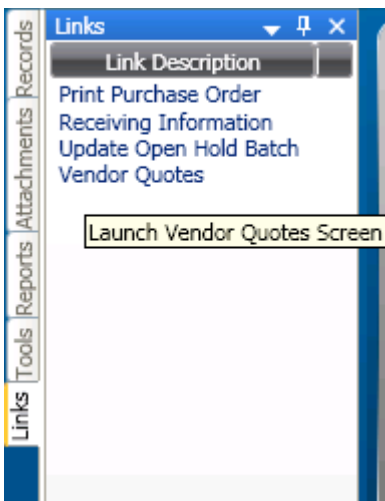 Links
Link Description
Print Purchase Order
Receiving Information
Update Open Hold Batch
Vendor Quotes
Launch Vendor Quotes Screen
Records
Attachments
Reports
Tools
Links